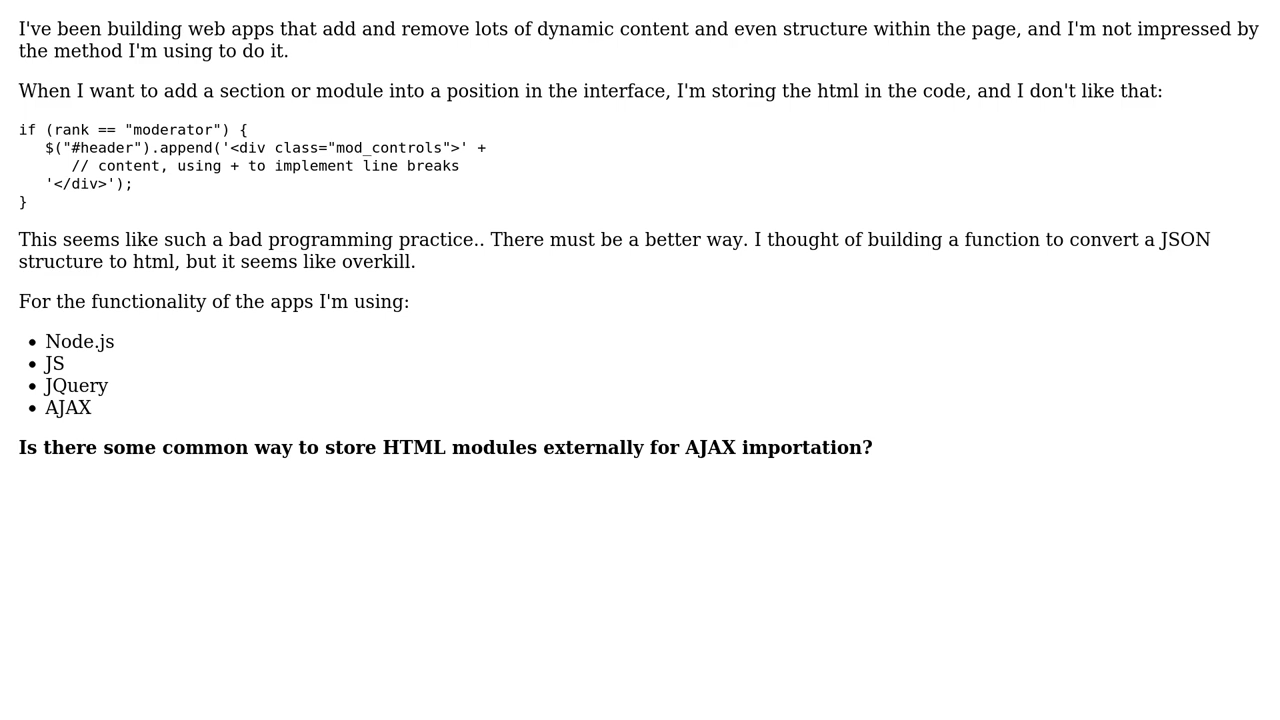 I've been building web apps that add and remove lots of dynamic content and even structure within the page, and I'm not impressed by
the method I'm using to do it.
When I want to add a section or module into a position in the interface, I'm storing the html in the code, and I don't like that:
if (rank == "moderator") {
   $("#header").append('<div class="mod_controls">' +
      // content, using + to implement line breaks
   '</div>');
}
This seems like such a bad programming practice.. There must be a better way. I thought of building a function to convert a JSON
structure to html, but it seems like overkill.
For the functionality of the apps I'm using:
• Node.js
• JS
• JQuery
• AJAX
Is there some common way to store HTML modules externally for AJAX importation?